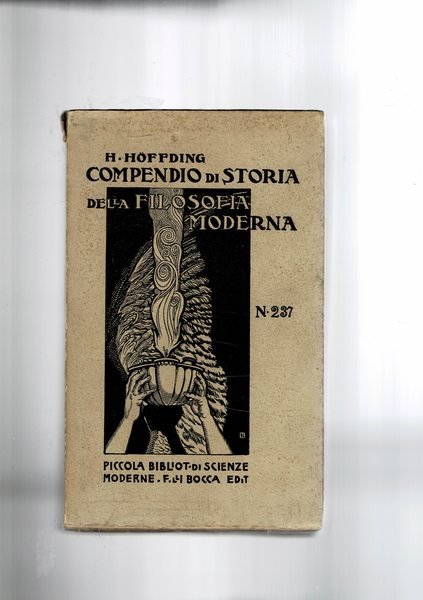 H. HÖFFDING
COMPENDIO DI STORIA
DELLA FILOSOFIA
MODERNA
N. 237
PICCOLA BIBLIOT. DI SCIENZE
MODERNE. F.LLI BOCCA EDIT